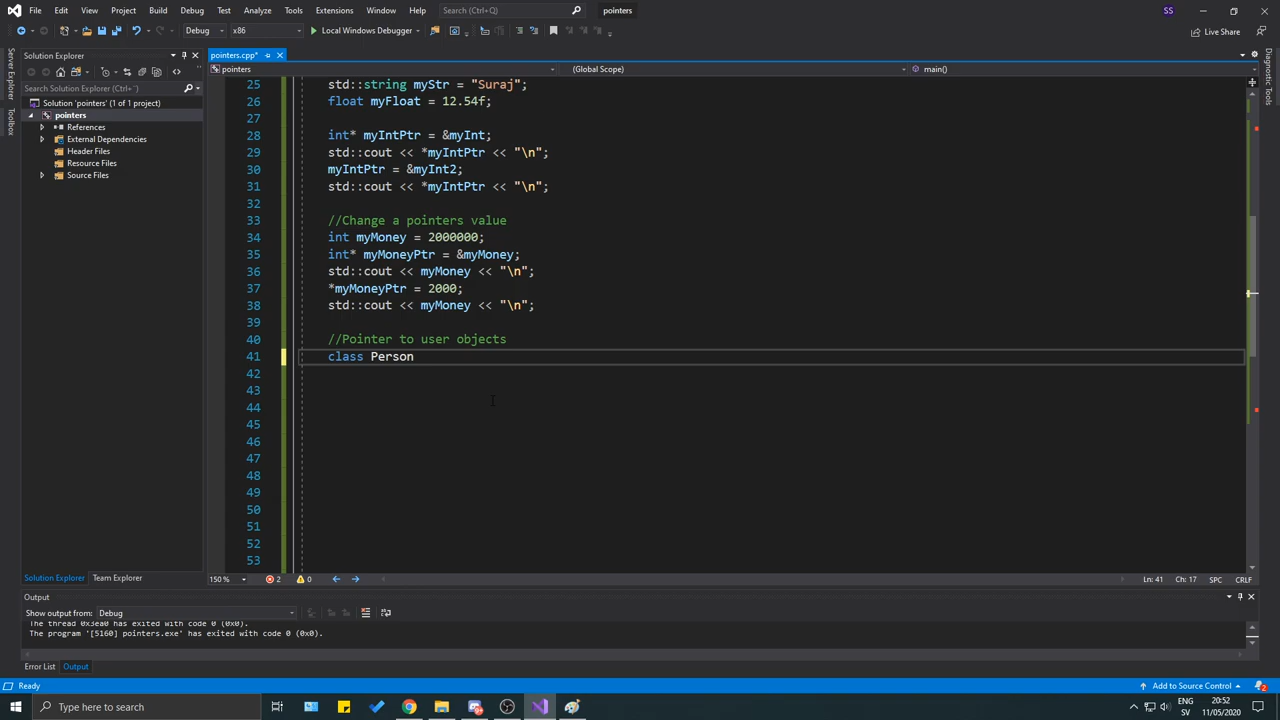 File Edit View Project Build Debug Test Analyze Tools Extensions Window Help Search (Ctrl+Q) pointers SS
Debug x86 Local Windows Debugger Live Share
Server Explorer
Toolbox
Solution Explorer
Search Solution Explorer (Ctrl+')
Solution 'pointers' (1 of 1 project)
pointers
References
External Dependencies
Header Files
Resource Files
Source Files
Solution Explorer Team Explorer
pointers.cpp*
pointers (Global Scope) main()
25 std::string myStr = "Suraj";
26 float myFloat = 12.54f;
27
28 int* myIntPtr = &myInt;
29 std::cout << *myIntPtr << "\n";
30 myIntPtr = &myInt2;
31 std::cout << *myIntPtr << "\n";
32
33 //Change a pointers value
34 int myMoney = 2000000;
35 int* myMoneyPtr = &myMoney;
36 std::cout << myMoney << "\n";
37 *myMoneyPtr = 2000;
38 std::cout << myMoney << "\n";
39
40 //Pointer to user objects
41 class Person
42
43
44
45
46
47
48
49
50
51
52
53
150 % 2 0 Ln: 41 Ch: 17 SPC CRLF
Diagnostic Tools
Output
Show output from: Debug
The thread 0x3ea0 has exited with code 0 (0x0).
The program '[5160] pointers.exe' has exited with code 0 (0x0).
Error List Output
Ready Add to Source Control 2
Type here to search
ENG
SV
20:52
11/05/2020